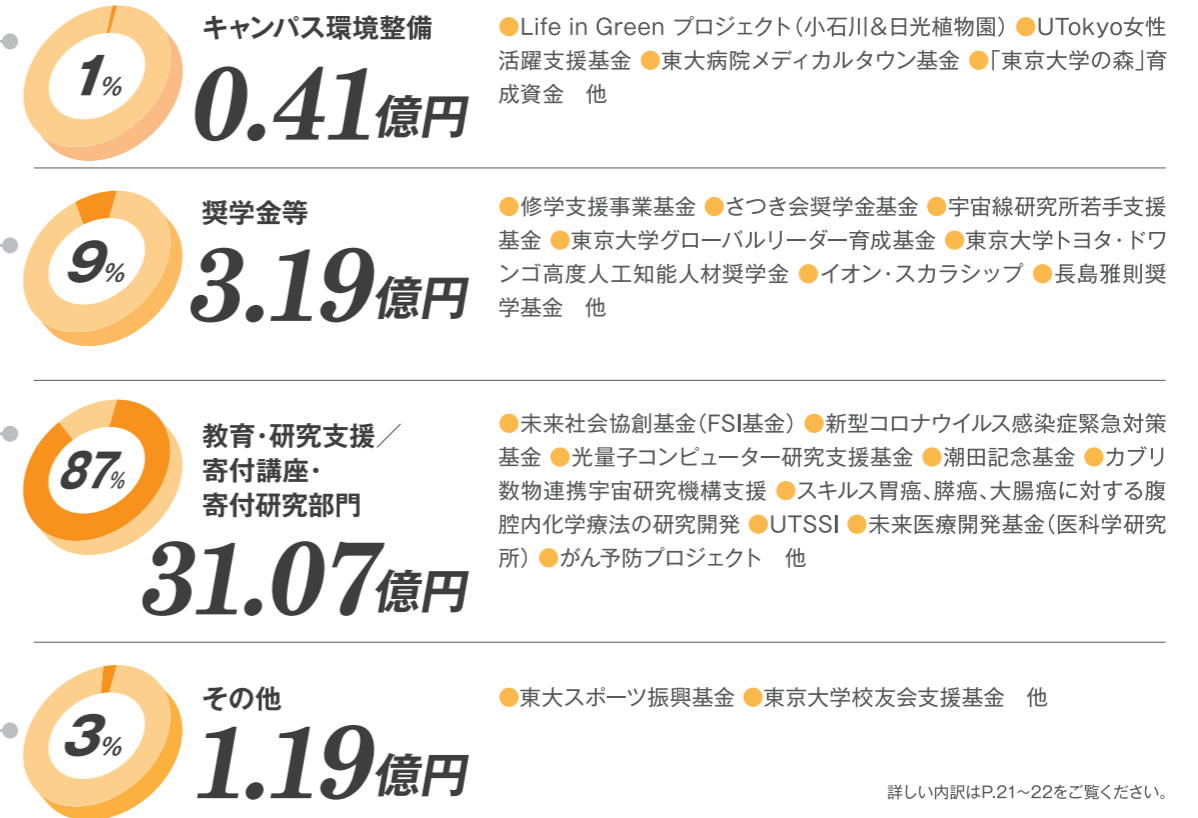 キャンパス環境整備
1%
0.41億円
●Life in Green プロジェクト（小石川＆日光植物園） ●UTokyo女性
活躍支援基金 ●東大病院メディカルタウン基金 ●「東京大学の森」育
成資金　他
奨学金等
9%
3.19億円
●修学支援事業基金 ●さつき会奨学金基金 ●宇宙線研究所若手支援
基金 ●東京大学グローバルリーダー育成基金 ●東京大学トヨタ・ドワ
ンゴ高度人工知能人材奨学金 ●イオン・スカラシップ ●長島雅則奨
学基金　他
教育・研究支援／
寄付講座・
寄付研究部門
87%
31.07億円
●未来社会協創基金（FSI基金） ●新型コロナウイルス感染症緊急対策
基金 ●光量子コンピューター研究支援基金 ●潮田記念基金 ●カブリ
数物連携宇宙研究機構支援 ●スキルス胃癌、膵癌、大腸癌に対する腹
腔内化学療法の研究開発 ●UTSSI ●未来医療開発基金（医科学研究
所） ●がん予防プロジェクト　他
その他
3%
1.19億円
●東大スポーツ振興基金 ●東京大学校友会支援基金　他
詳しい内訳はP.21〜22をご覧ください。